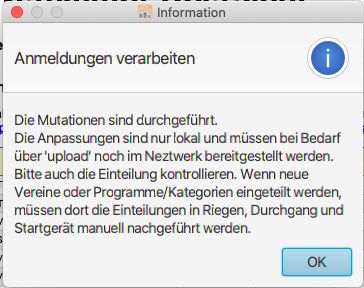 Information
Anmeldungen verarbeiten
Die Mutationen sind durchgeführt.
Die Anpassungen sind nur lokal und müssen bei Bedarf
über 'upload' noch im Neztwerk bereitgestellt werden.
Bitte auch die Einteilung kontrollieren. Wenn neue
Vereine oder Programme/Kategorien eingeteilt werden,
müssen dort die Einteilungen in Riegen, Durchgang und
Startgerät manuell nachgeführt werden.
OK